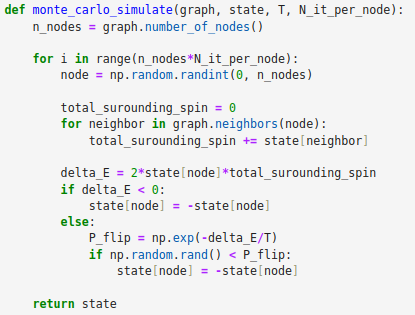 def monte_carlo_simulate(graph, state, T, N_it_per_node):
    n_nodes = graph.number_of_nodes()

    for i in range(n_nodes*N_it_per_node):
        node = np.random.randint(0, n_nodes)

        total_surounding_spin = 0
        for neighbor in graph.neighbors(node):
            total_surounding_spin += state[neighbor]

        delta_E = 2*state[node]*total_surounding_spin
        if delta_E < 0:
            state[node] = -state[node]
        else:
            P_flip = np.exp(-delta_E/T)
            if np.random.rand() < P_flip:
                state[node] = -state[node]

    return state